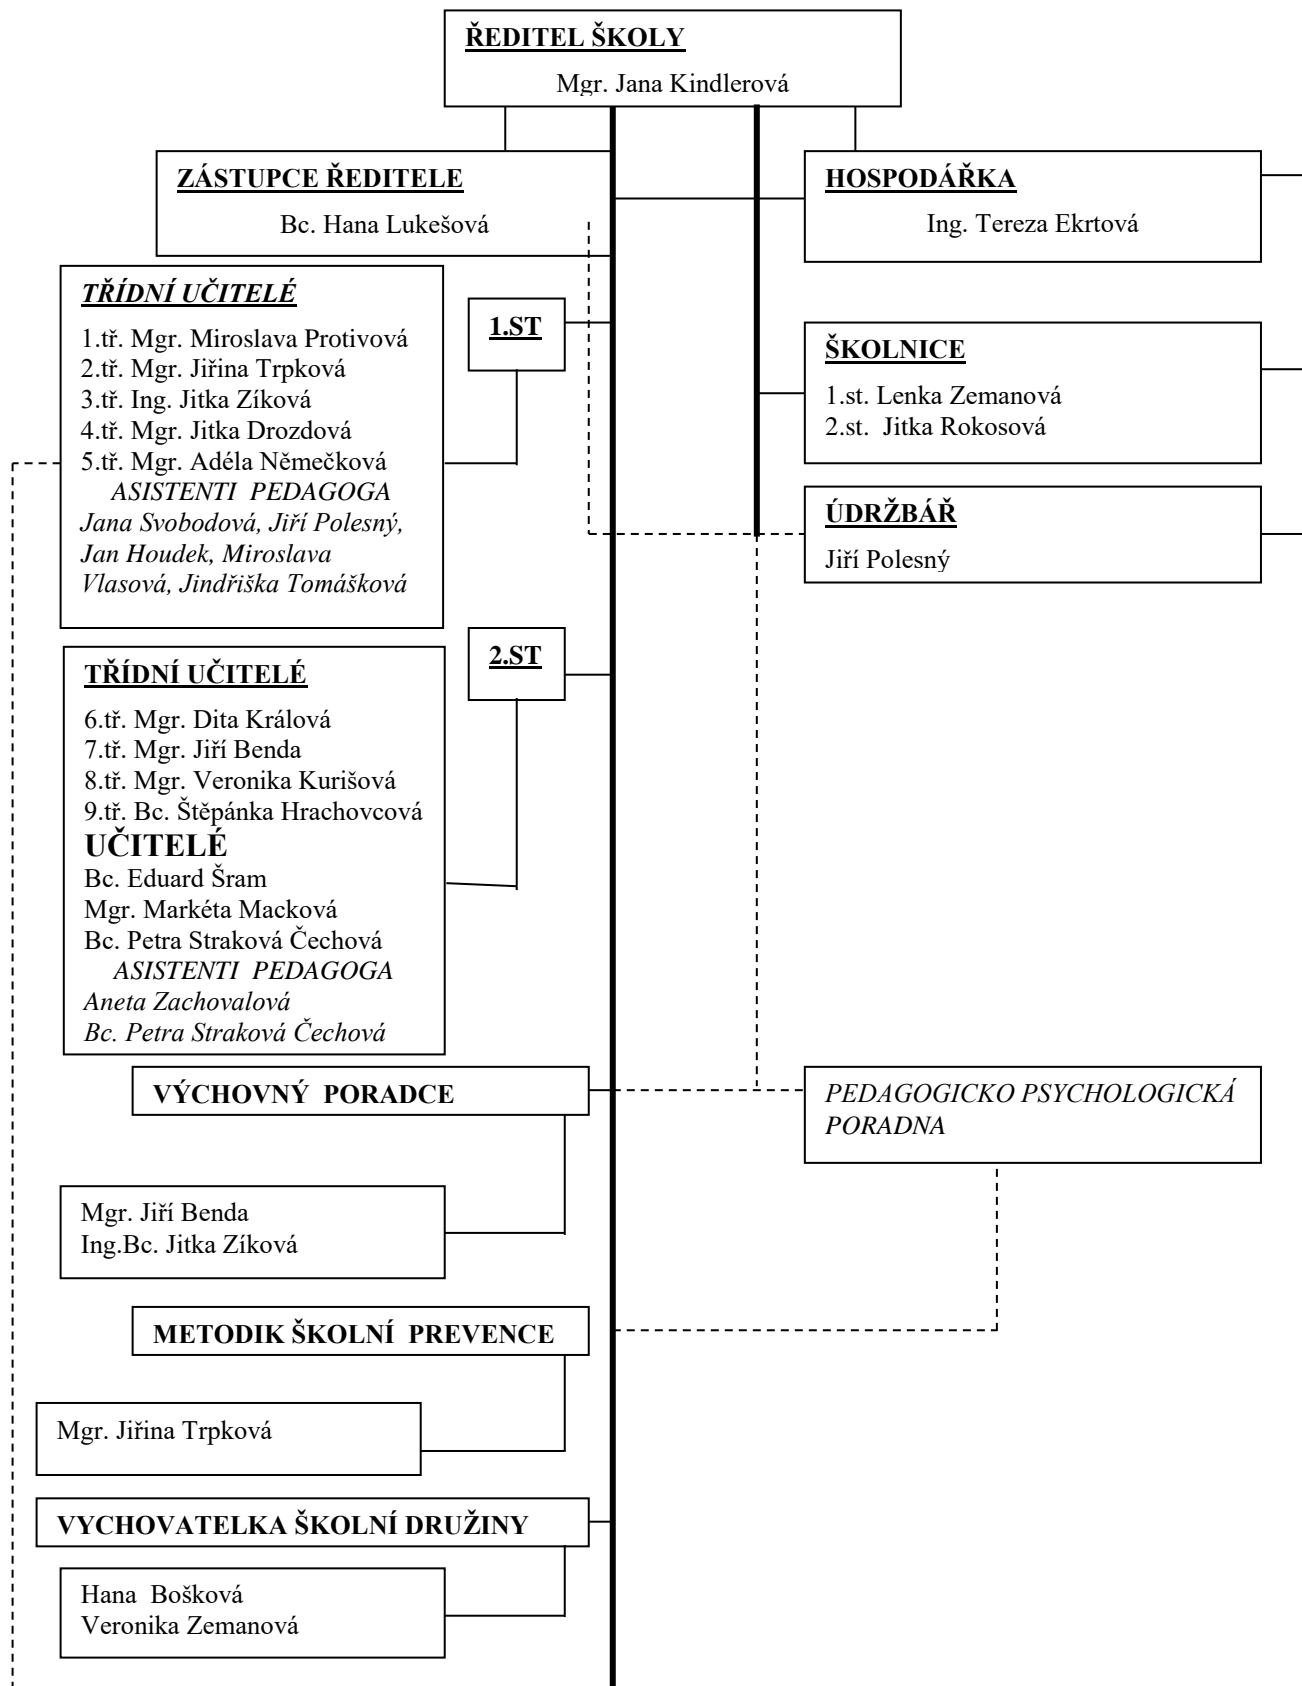 ŘEDITEL ŠKOLY
Mgr. Jana Kindlerová
ZÁSTUPCE ŘEDITELE
Bc. Hana Lukešová
HOSPODÁŘKA
Ing. Tereza Ekrtová
TŘÍDNÍ UČITELÉ
1.tř. Mgr. Miroslava Protivová
2.tř. Mgr. Jiřina Trpková
3.tř. Ing. Jitka Zíková
4.tř. Mgr. Jitka Drozdová
5.tř. Mgr. Adéla Němečková
ASISTENTI PEDAGOGA
Jana Svobodová, Jiří Polesný,
Jan Houdek, Miroslava
Vlasová, Jindřiška Tomášková
1.ST
ŠKOLNICE
1.st. Lenka Zemanová
2.st. Jitka Rokosová
ÚDRŽBÁŘ
Jiří Polesný
2.ST
TŘÍDNÍ UČITELÉ
6.tř. Mgr. Dita Králová
7.tř. Mgr. Jiří Benda
8.tř. Mgr. Veronika Kurišová
9.tř. Bc. Štěpánka Hrachovcová
UČITELÉ
Bc. Eduard Šram
Mgr. Markéta Macková
Bc. Petra Straková Čechová
ASISTENTI PEDAGOGA
Aneta Zachovalová
Bc. Petra Straková Čechová
VÝCHOVNÝ PORADCE
PEDAGOGICKO PSYCHOLOGICKÁ
PORADNA
Mgr. Jiří Benda
Ing.Bc. Jitka Zíková
METODIK ŠKOLNÍ PREVENCE
Mgr. Jiřina Trpková
VYCHOVATELKA ŠKOLNÍ DRUŽINY
Hana Bošková
Veronika Zemanová